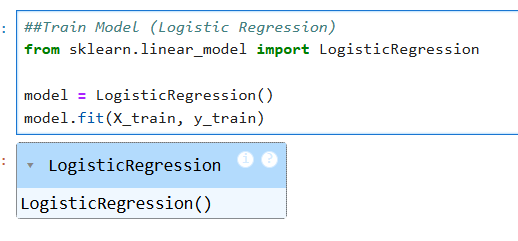 : ##Train Model (Logistic Regression)
from sklearn.linear_model import LogisticRegression
model = LogisticRegression()
model.fit(X_train, y_train)
: ▾ LogisticRegression i ?
LogisticRegression()